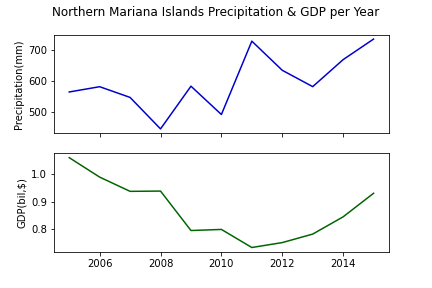 Northern Mariana Islands Precipitation & GDP per Year
Precipitation(mm)
700
600
500
GDP(bil,$)
1.0
0.9
0.8
2006 2008 2010 2012 2014